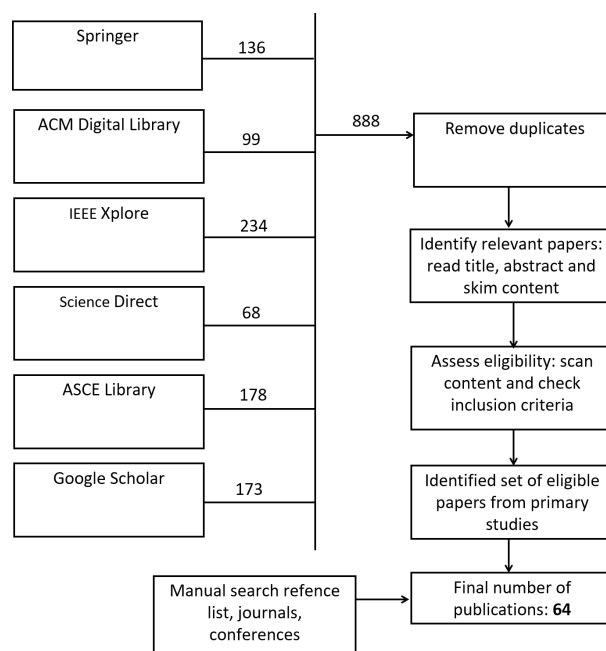 Springer
136
ACM Digital Library
99
888
Remove duplicates
IEEE Xplore
234
Identify relevant papers:
read title, abstract and
skim content
Science Direct
68
Assess eligibility: scan
content and check
inclusion criteria
ASCE Library
178
Google Scholar
173
Identified set of eligible
papers from primary
studies
Manual search refence
list, journals,
conferences
Final number of
publications: 64